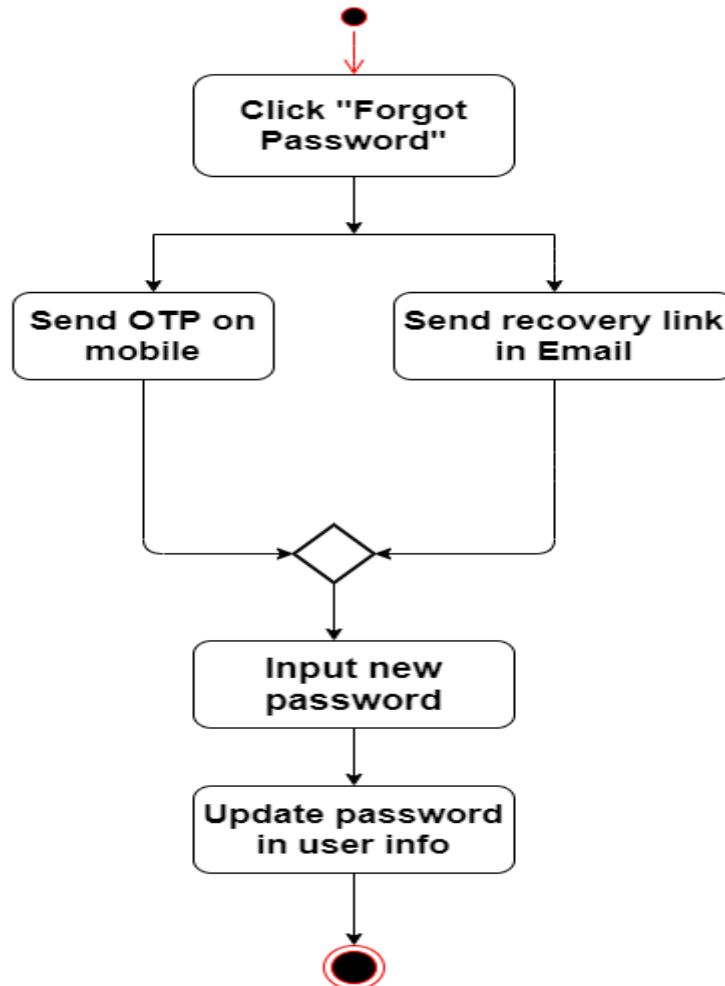 Click "Forgot
Password"
Send OTP on
mobile
Send recovery link
in Email
Input new
password
Update password
in user info